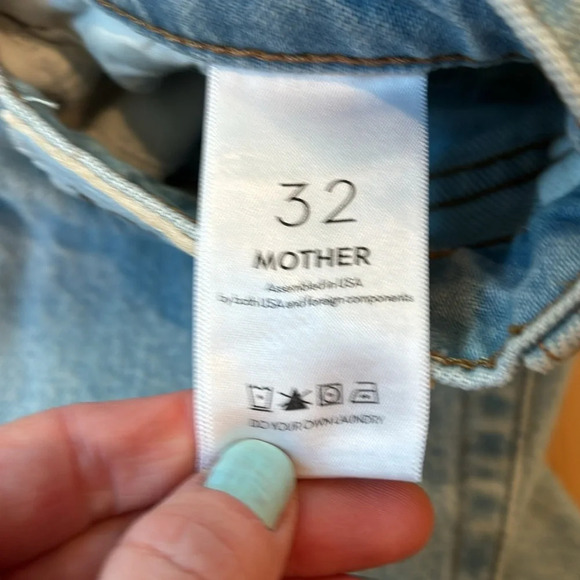 32
MOTHER
Assembled in USA
by both USA and foreign components
DO YOUR OWN LAUNDRY